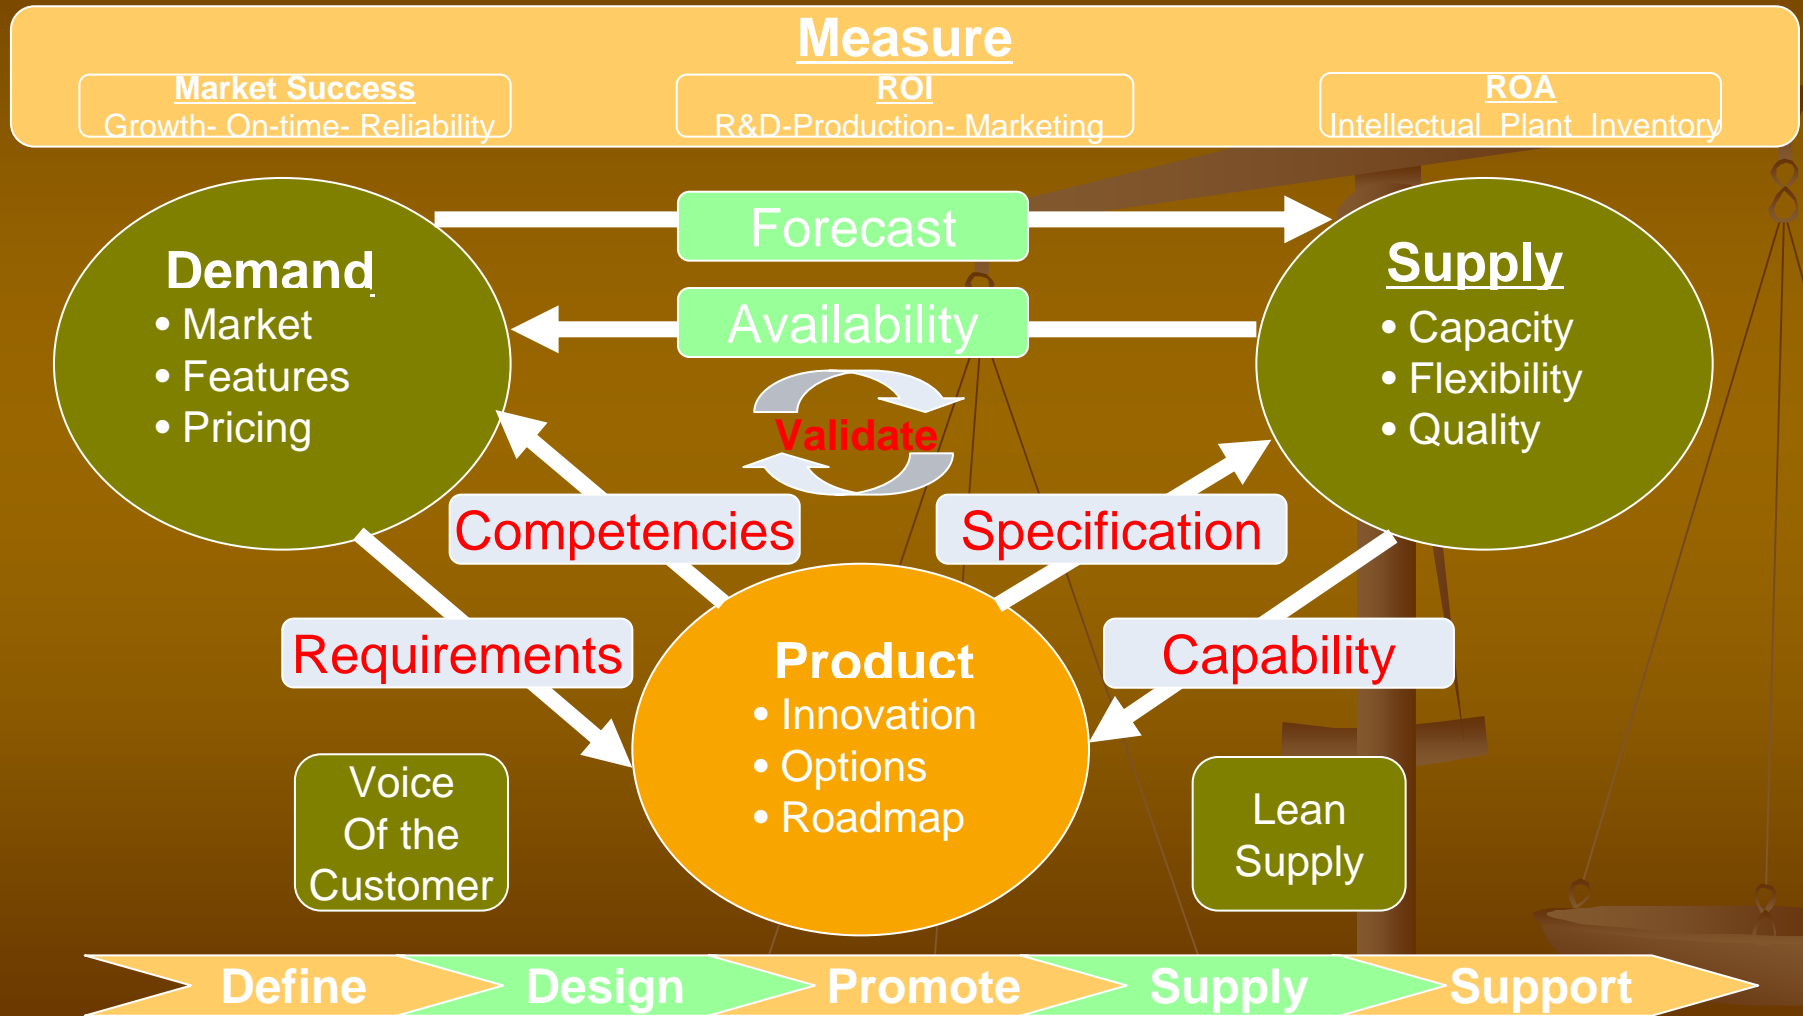 Measure
Market Success
Growth- On-time- Reliability
ROI
R&D-Production- Marketing
ROA
Intellectual Plant Inventory
Forecast
Demand
• Market
• Features
• Pricing
Availability
Supply
• Capacity
• Flexibility
• Quality
Validate
Competencies
Specification
Requirements
Capability
Product
• Innovation
• Options
• Roadmap
Voice
Of the
Customer
Lean
Supply
Define
Design
Promote
Supply
Support